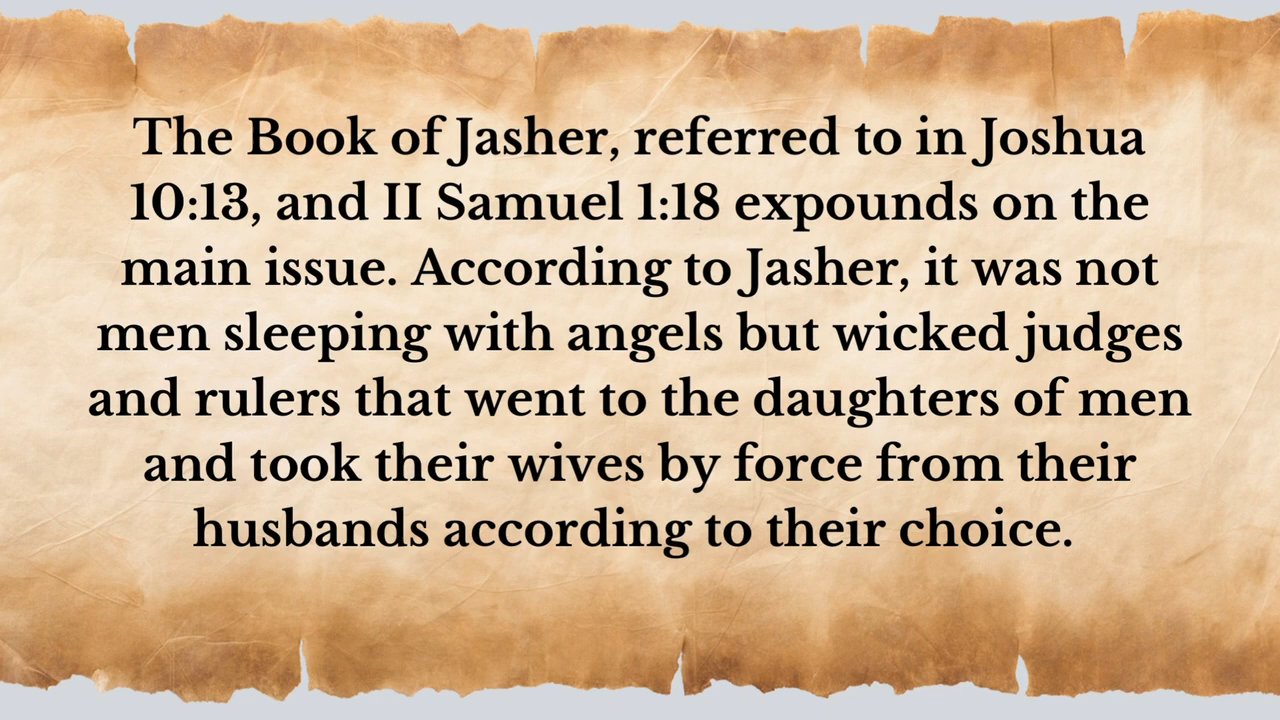 The Book of Jasher, referred to in Joshua
10:13, and II Samuel 1:18 expounds on the
main issue. According to Jasher, it was not
men sleeping with angels but wicked judges
and rulers that went to the daughters of men
and took their wives by force from their
husbands according to their choice.